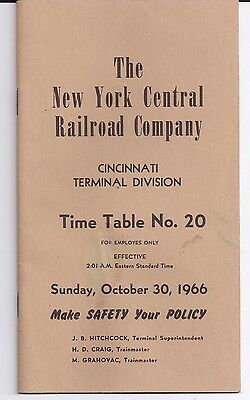 The
New York Central
Railroad Company
CINCINNATI
TERMINAL DIVISION
Time Table No. 20
FOR EMPLOYES ONLY
EFFECTIVE
2:01 A.M. Eastern Standard Time
Sunday, October 30, 1966
Make SAFETY Your POLICY
J. B. HITCHCOCK, Terminal Superintendent
H. D. CRAIG, Trainmaster
M. GRAHOVAC, Trainmaster